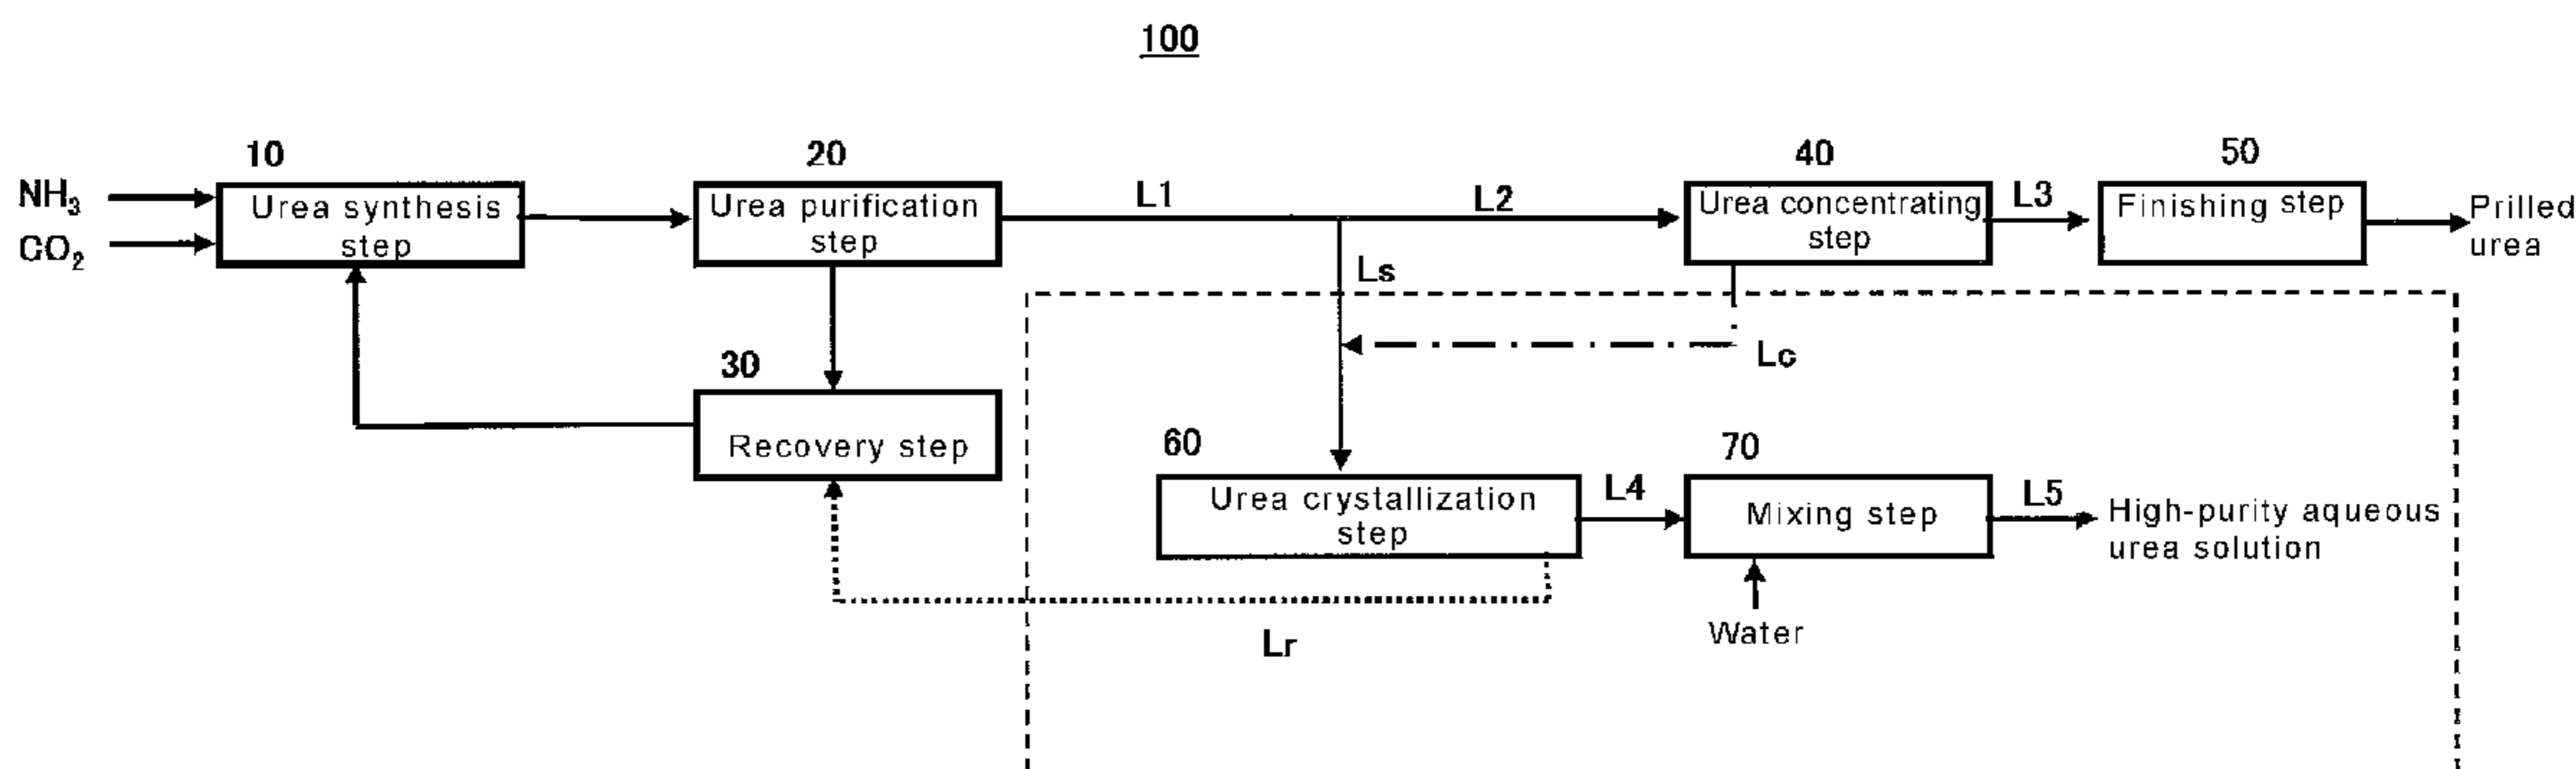 100
10
20
40
50
NH₃
CO₂
Urea synthesis
step
Urea purification
step
L1
L2
Urea concentrating
step
L3
Finishing step
Prilled
urea
Ls
Lc
30
Recovery step
60
Urea crystallization
step
L4
70
Mixing step
L5
High-purity aqueous
urea solution
Water
Lr